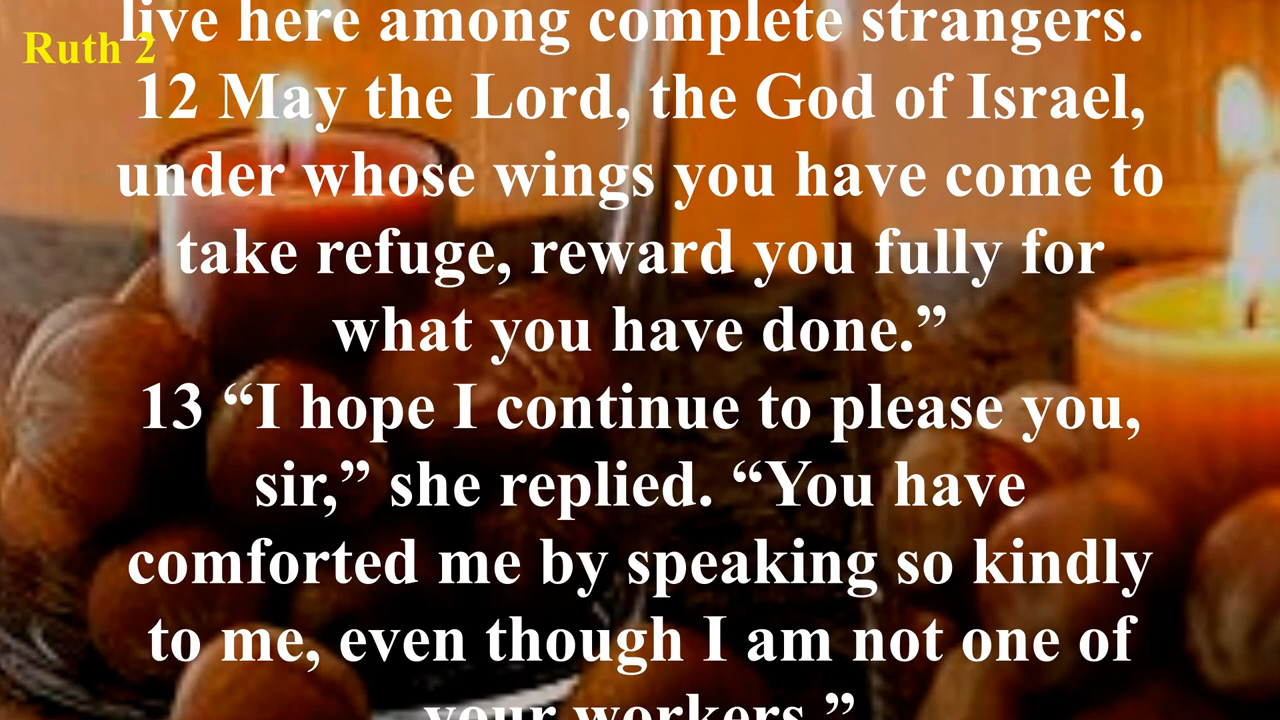 live here among complete strangers.
Ruth 2
12 May the Lord, the God of Israel,
under whose wings you have come to
take refuge, reward you fully for
what you have done.”
13 “I hope I continue to please you,
sir,” she replied. “You have
comforted me by speaking so kindly
to me, even though I am not one of
your workers.”